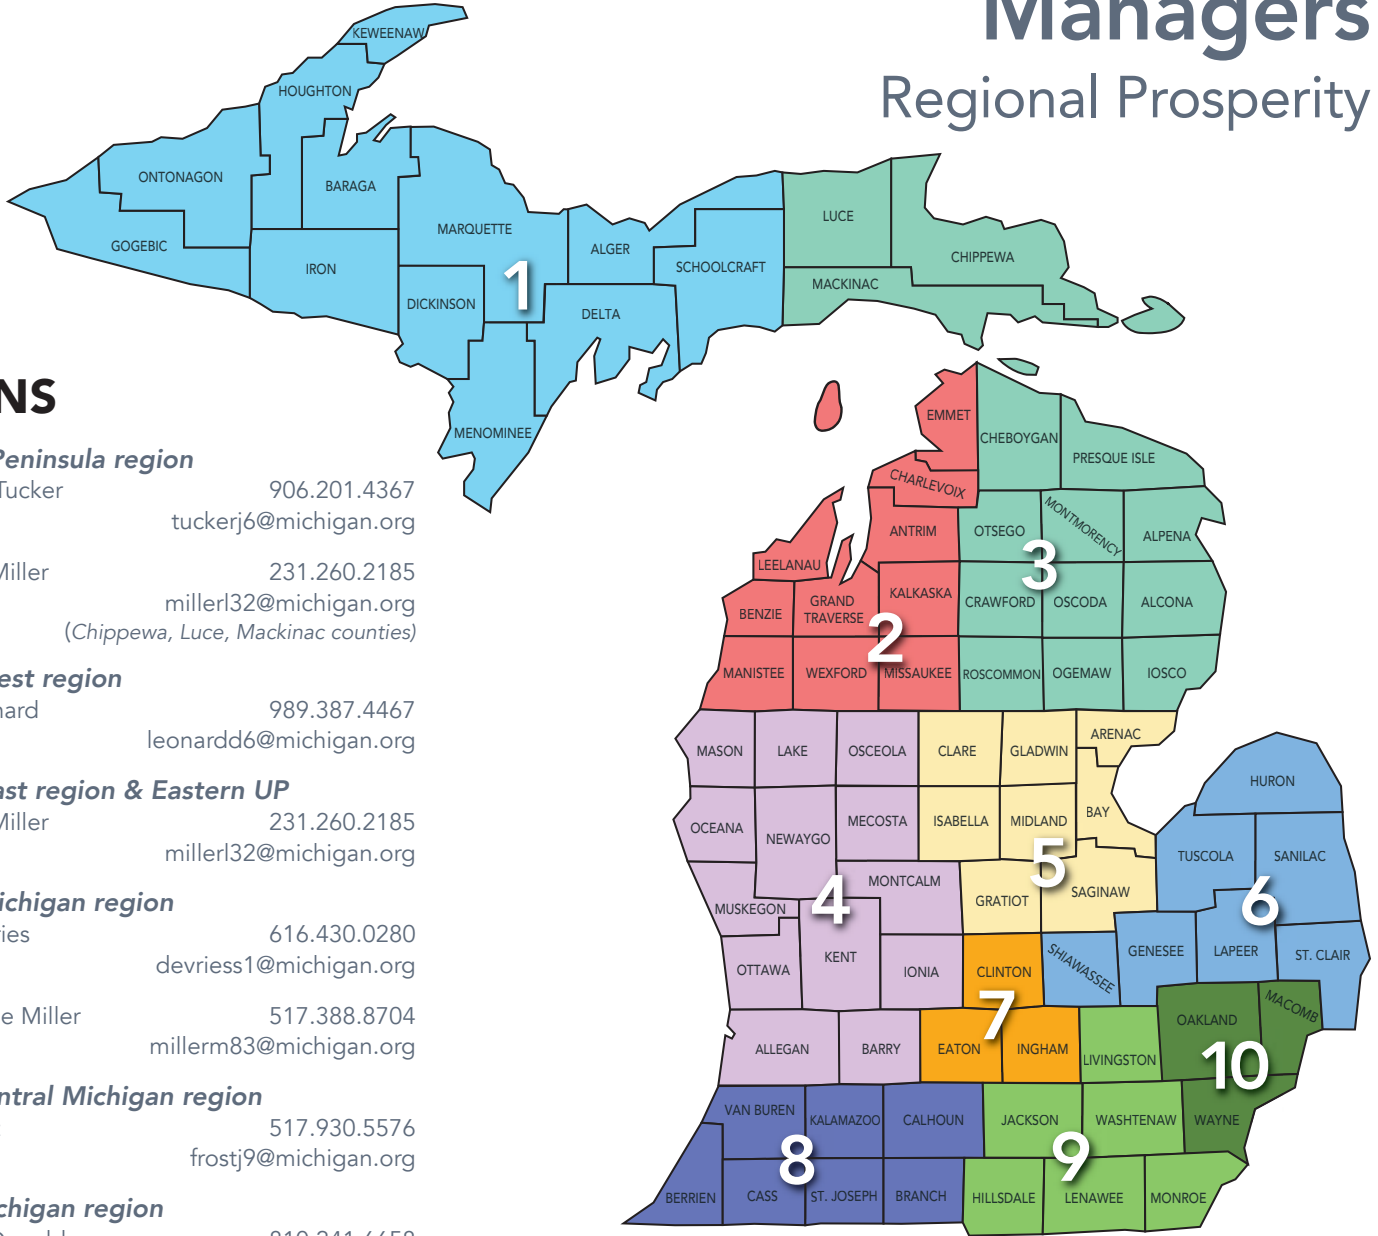 Managers
Regional Prosperity
NS
Peninsula region
Tucker 906.201.4367
tuckerj6@michigan.org
Miller 231.260.2185
millerl32@michigan.org
(Chippewa, Luce, Mackinac counties)
est region
nard 989.387.4467
leonardd6@michigan.org
ast region & Eastern UP
Miller 231.260.2185
millerl32@michigan.org
ichigan region
ries 616.430.0280
devriess1@michigan.org
e Miller 517.388.8704
millerm83@michigan.org
ntral Michigan region
517.930.5576
frostj9@michigan.org
chigan region
KEWEENAW
HOUGHTON
ONTONAGON
BARAGA
GOGEBIC
IRON
MARQUETTE
1
DICKINSON
ALGER
SCHOOLCRAFT
DELTA
MENOMINEE
LUCE
CHIPPEWA
MACKINAC
EMMET
CHEBOYGAN
PRESQUE ISLE
CHARLEVOIX
ANTRIM
OTSEGO
MONTMORENCY
ALPENA
3
LEELANAU
BENZIE
GRAND
TRAVERSE
KALKASKA
CRAWFORD
OSCODA
ALCONA
2
MANISTEE
WEXFORD
MISSAUKEE
ROSCOMMON
OGEMAW
IOSCO
MASON
LAKE
OSCEOLA
CLARE
GLADWIN
ARENAC
HURON
OCEANA
NEWAYGO
MECOSTA
ISABELLA
MIDLAND
BAY
5
TUSCOLA
SANILAC
MUSKEGON
4
MONTCALM
GRATIOT
SAGINAW
6
OTTAWA
KENT
IONIA
CLINTON
SHIAWASSEE
GENESEE
LAPEER
ST. CLAIR
7
ALLEGAN
BARRY
EATON
INGHAM
LIVINGSTON
OAKLAND
MACOMB
10
VAN BUREN
KALAMAZOO
CALHOUN
JACKSON
WASHTENAW
WAYNE
8
9
BERRIEN
CASS
ST. JOSEPH
BRANCH
HILLSDALE
LENAWEE
MONROE